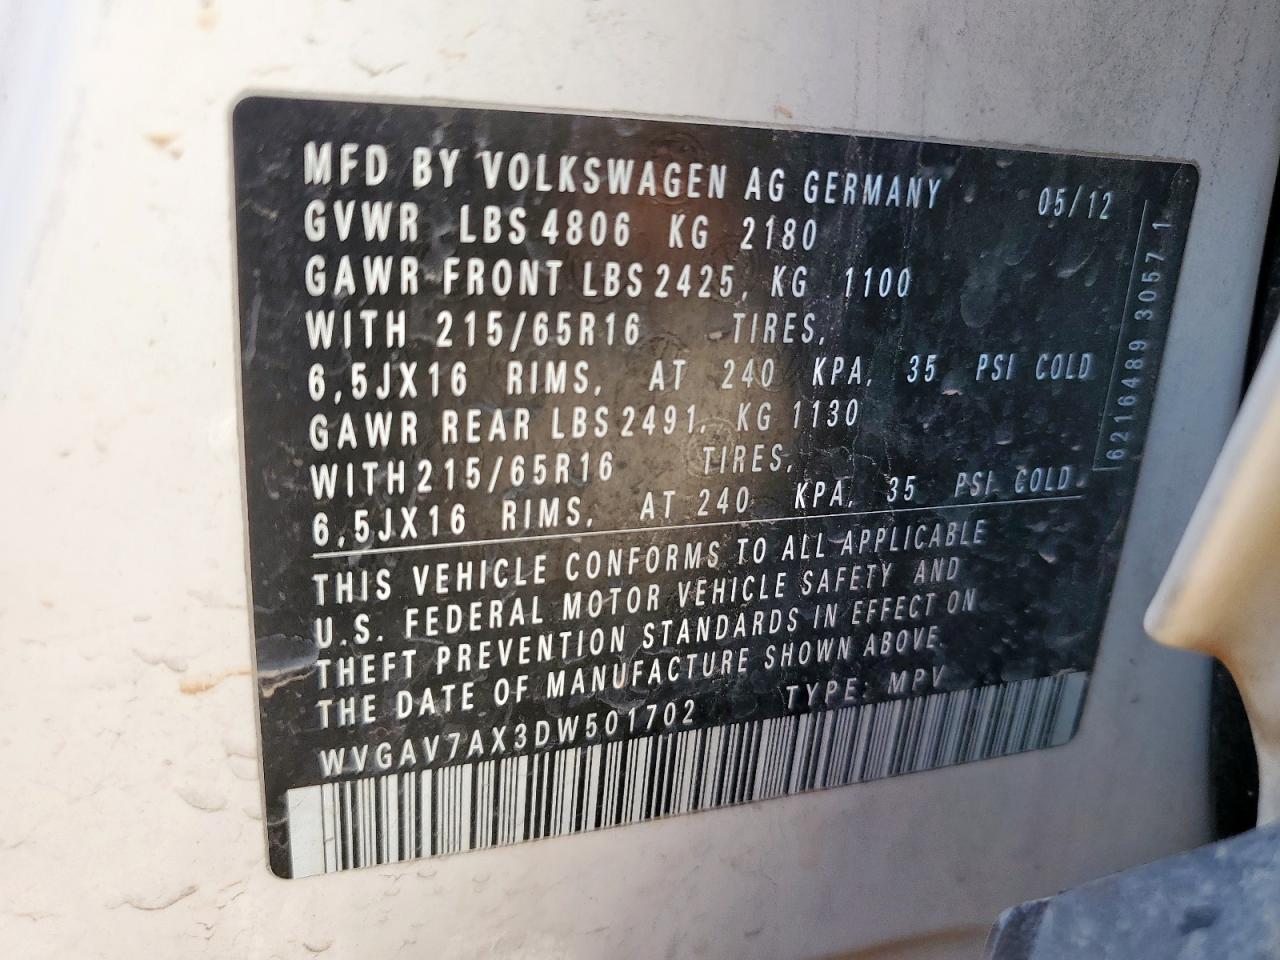 MFD BY VOLKSWAGEN AG GERMANY 05/12
GVWR LBS 4806 KG 2180
GAWR FRONT LBS 2425, KG 1100
WITH 215/65R16 TIRES,
6,5JX16 RIMS, AT 240 KPA, 35 PSI COLD
GAWR REAR LBS 2491, KG 1130
WITH 215/65R16 TIRES,
6,5JX16 RIMS, AT 240 KPA, 35 PSI COLD
THIS VEHICLE CONFORMS TO ALL APPLICABLE
U.S. FEDERAL MOTOR VEHICLE SAFETY AND
THEFT PREVENTION STANDARDS IN EFFECT ON
THE DATE OF MANUFACTURE SHOWN ABOVE.
WVGAV7AX3DW501702 TYPE: MPV
6216489 3057 1